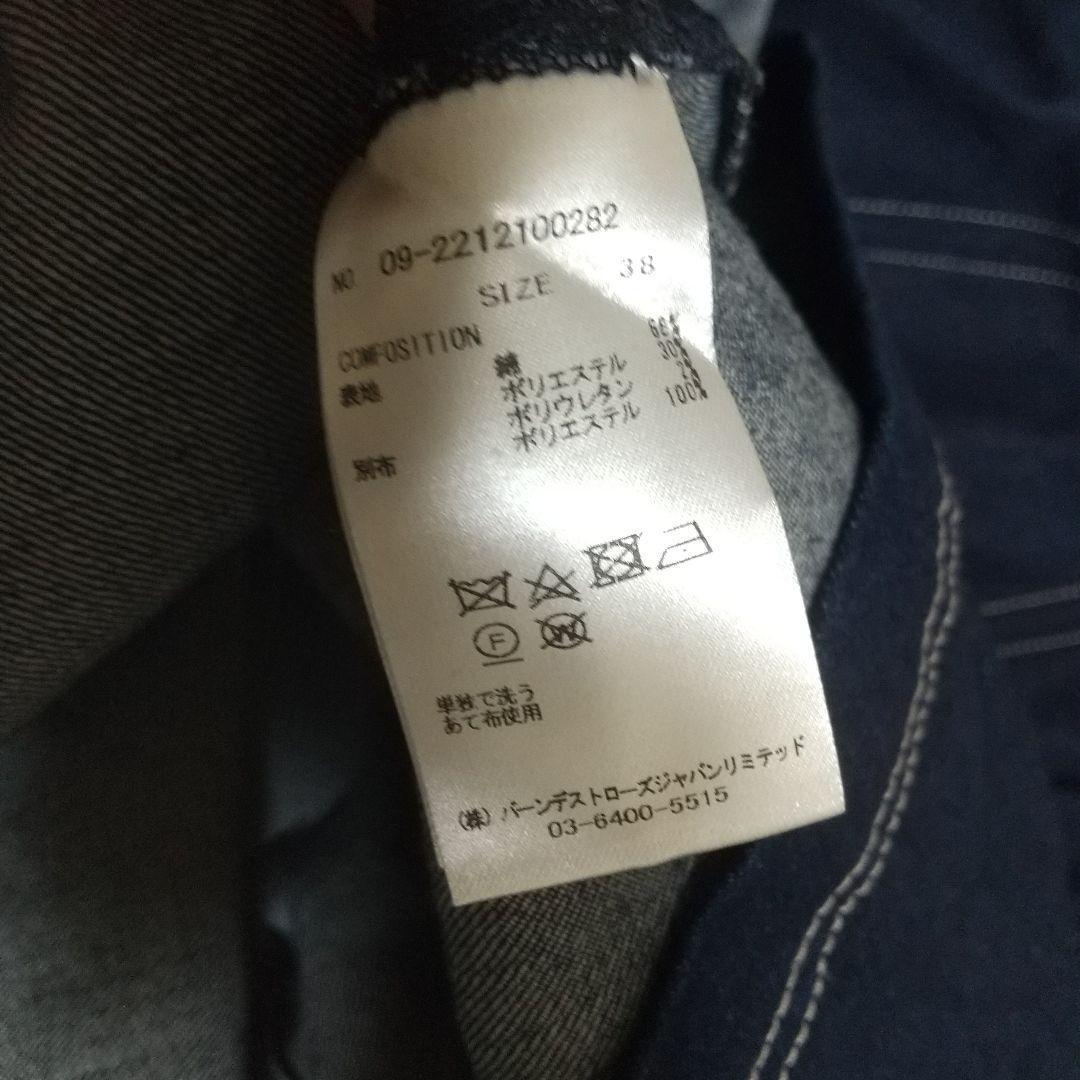 NO. 09-2212100282
SIZE 38
COMPOSITION
表地 綿 68%
ポリエステル 30%
ポリウレタン 2%
別布 ポリエステル 100%
F W
単独で洗う
あて布使用
(株)バーンデストローズジャパンリミテッド
03-6400-5515